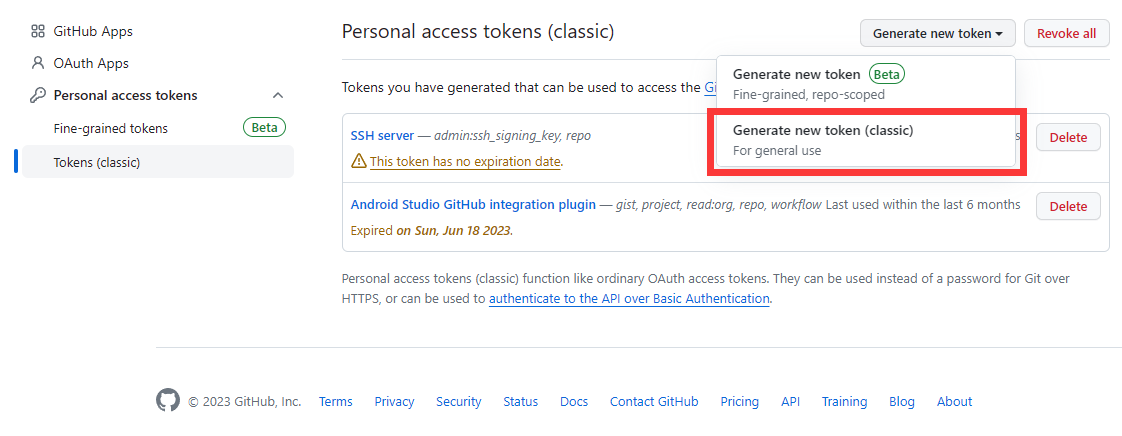 GitHub Apps
OAuth Apps
Personal access tokens
Fine-grained tokens Beta
Tokens (classic)
Personal access tokens (classic)
Generate new token
Revoke all
Generate new token Beta
Fine-grained, repo-scoped
Generate new token (classic)
For general use
Tokens you have generated that can be used to access the
SSH server — admin:ssh_signing_key, repo
Delete
This token has no expiration date.
Android Studio GitHub integration plugin — gist, project, read:org, repo, workflow Last used within the last 6 months
Delete
Expired on Sun, Jun 18 2023.
Personal access tokens (classic) function like ordinary OAuth access tokens. They can be used instead of a password for Git over
HTTPS, or can be used to authenticate to the API over Basic Authentication.
© 2023 GitHub, Inc. Terms Privacy Security Status Docs Contact GitHub Pricing API Training Blog About